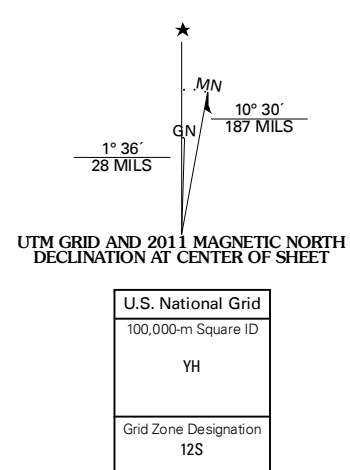 ★
MN
GN
10° 30´
187 MILS
1° 36´
28 MILS
UTM GRID AND 2011 MAGNETIC NORTH
DECLINATION AT CENTER OF SHEET
U.S. National Grid
100,000-m Square ID
YH
Grid Zone Designation
12S